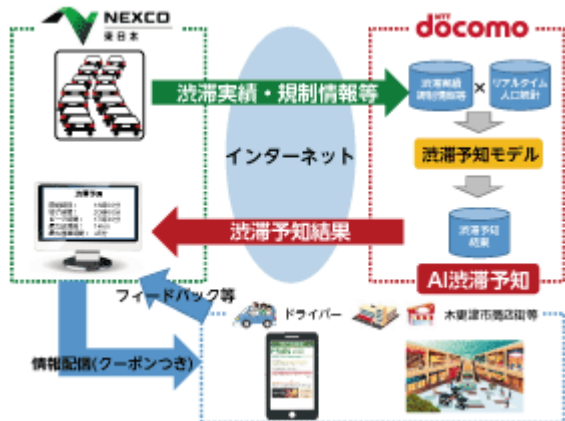 NEXCO
東日本
NTT
döcomo
渋滞実績・規制情報等
渋滞実績
規制情報等
×
リアルタイム
人口統計
インターネット
渋滞予知モデル
渋滞予知
渋滞予知結果
渋滞予知
結果
AI渋滞予知
フィードバック等
ドライバー
木更津市商店街等
情報配信(クーポンつき)